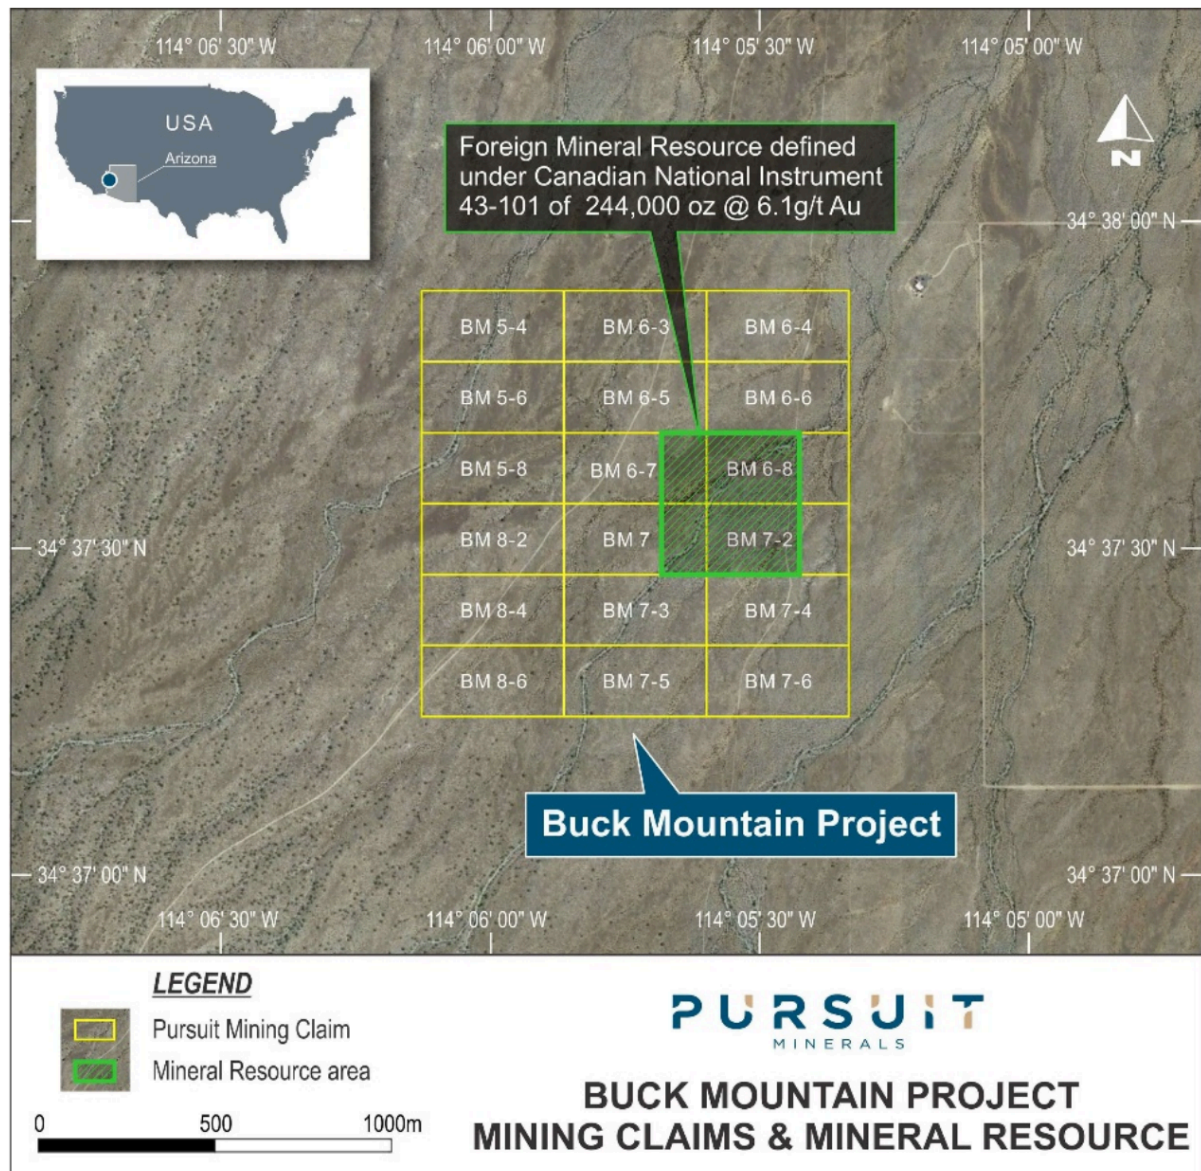 114° 06' 30" W
114° 06' 00" W
114° 05' 30" W
114° 05' 00" W
USA
Arizona
Foreign Mineral Resource defined
under Canadian National Instrument
43-101 of 244,000 oz @ 6.1g/t Au
N
34° 38' 00" N
BM 5-4 BM 6-3 BM 6-4
BM 5-6 BM 6-5 BM 6-6
BM 5-8 BM 6-7 BM 6-8
BM 8-2 BM 7 BM 7-2
34° 37' 30" N
34° 37' 30" N
BM 8-4 BM 7-3 BM 7-4
BM 8-6 BM 7-5 BM 7-6
Buck Mountain Project
34° 37' 00" N
34° 37' 00" N
114° 06' 30" W
114° 06' 00" W
114° 05' 30" W
114° 05' 00" W
LEGEND
Pursuit Mining Claim
Mineral Resource area
0 500 1000m
PURSUIT
MINERALS
BUCK MOUNTAIN PROJECT
MINING CLAIMS & MINERAL RESOURCE